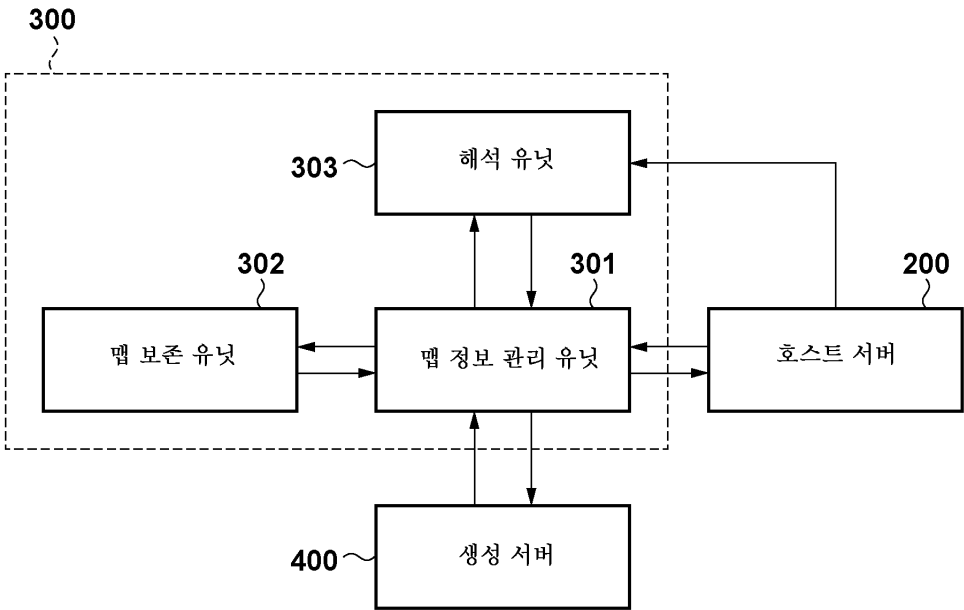 300
303
해석 유닛
302
301
200
맵 보존 유닛
맵 정보 관리 유닛
호스트 서버
400
생성 서버